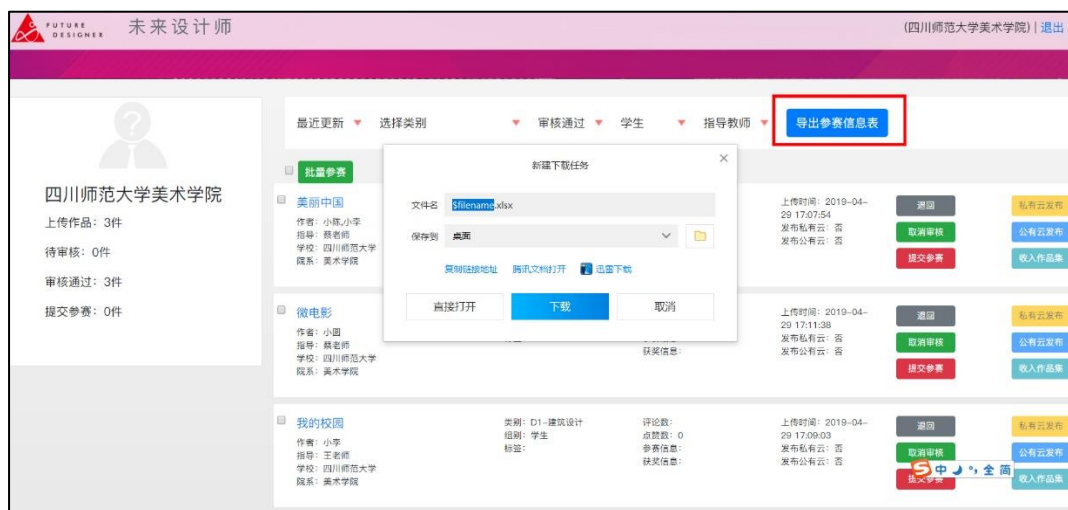 FUTURE
DESIGNER
未来设计师
(四川师范大学美术学院) | 退出
最近更新 选择类别 审核通过 学生 指导教师 导出参赛信息表
批量参赛
四川师范大学美术学院
上传作品：3件
待审核：0件
审核通过：3件
提交参赛：0件
新建下载任务
文件名 $filename.xlsx
保存到 桌面
复制链接地址 腾讯文档打开 迅雷下载
直接打开 下载 取消
美丽中国
作者：小陈,小李
指导：蔡老师
学校：四川师范大学
院系：美术学院
上传时间：2019-04-
29 17:07:54
发布私有云：否
发布公有云：否
退回 私有云发布
取消审核 公有云发布
提交参赛 收入作品集
微电影
作者：小圆
指导：蔡老师
学校：四川师范大学
院系：美术学院
获奖信息：
上传时间：2019-04-
29 17:11:38
发布私有云：否
发布公有云：否
退回 私有云发布
取消审核 公有云发布
提交参赛 收入作品集
我的校园
作者：小李
指导：王老师
学校：四川师范大学
院系：美术学院
类别：D1-建筑设计
组别：学生
标签：
评论数：
点赞数：0
参赛信息：
获奖信息：
上传时间：2019-04-
29 17:09:03
发布私有云：否
发布公有云：否
退回 私有云发布
取消审核 公有云发布
提交参赛 收入作品集
中 全 简